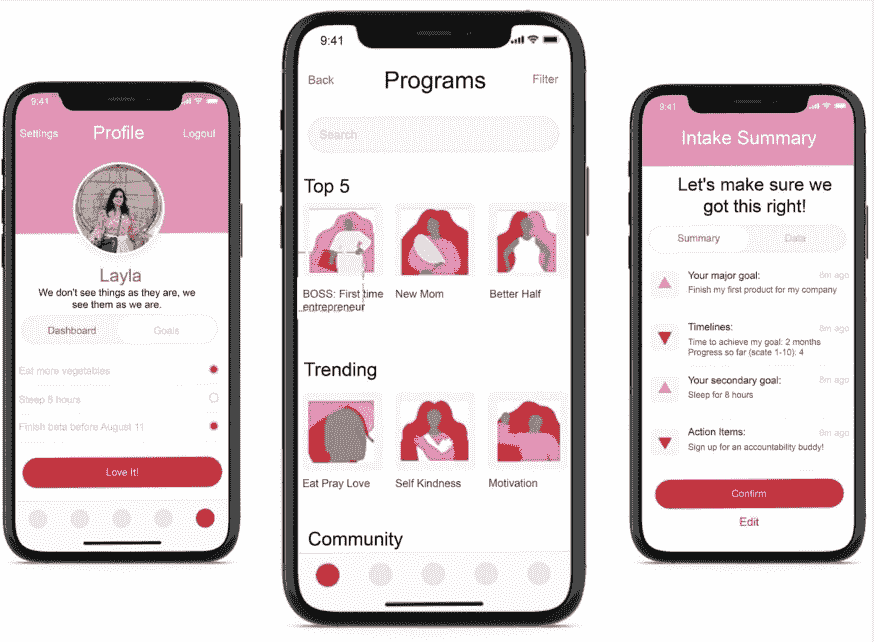 9:41
Settings
Profile
Logout
Layla
We don't see things as they are, we
see them as we are.
Dashboard
Goals
Eat more vegetables
Sleep 8 hours
Finish beta before August 11
Love It!
9:41
Back
Programs
Filter
Search
Top 5
BOSS: First time
entrepreneur
New Mom
Better Half
Trending
Eat Pray Love
Self Kindness
Motivation
Community
9:41
Intake Summary
Let's make sure we
got this right!
Summary
Data
Your major goal:
8m ago
Finish my first product for my company
Timelines:
8m ago
Time to achieve my goal: 2 months
Progress so far (scate 1-10): 4
Your secondary goal:
8m ago
Sleep for 8 hours
Action Items:
8m ago
Sign up for an accountability buddy!
Confirm
Edit